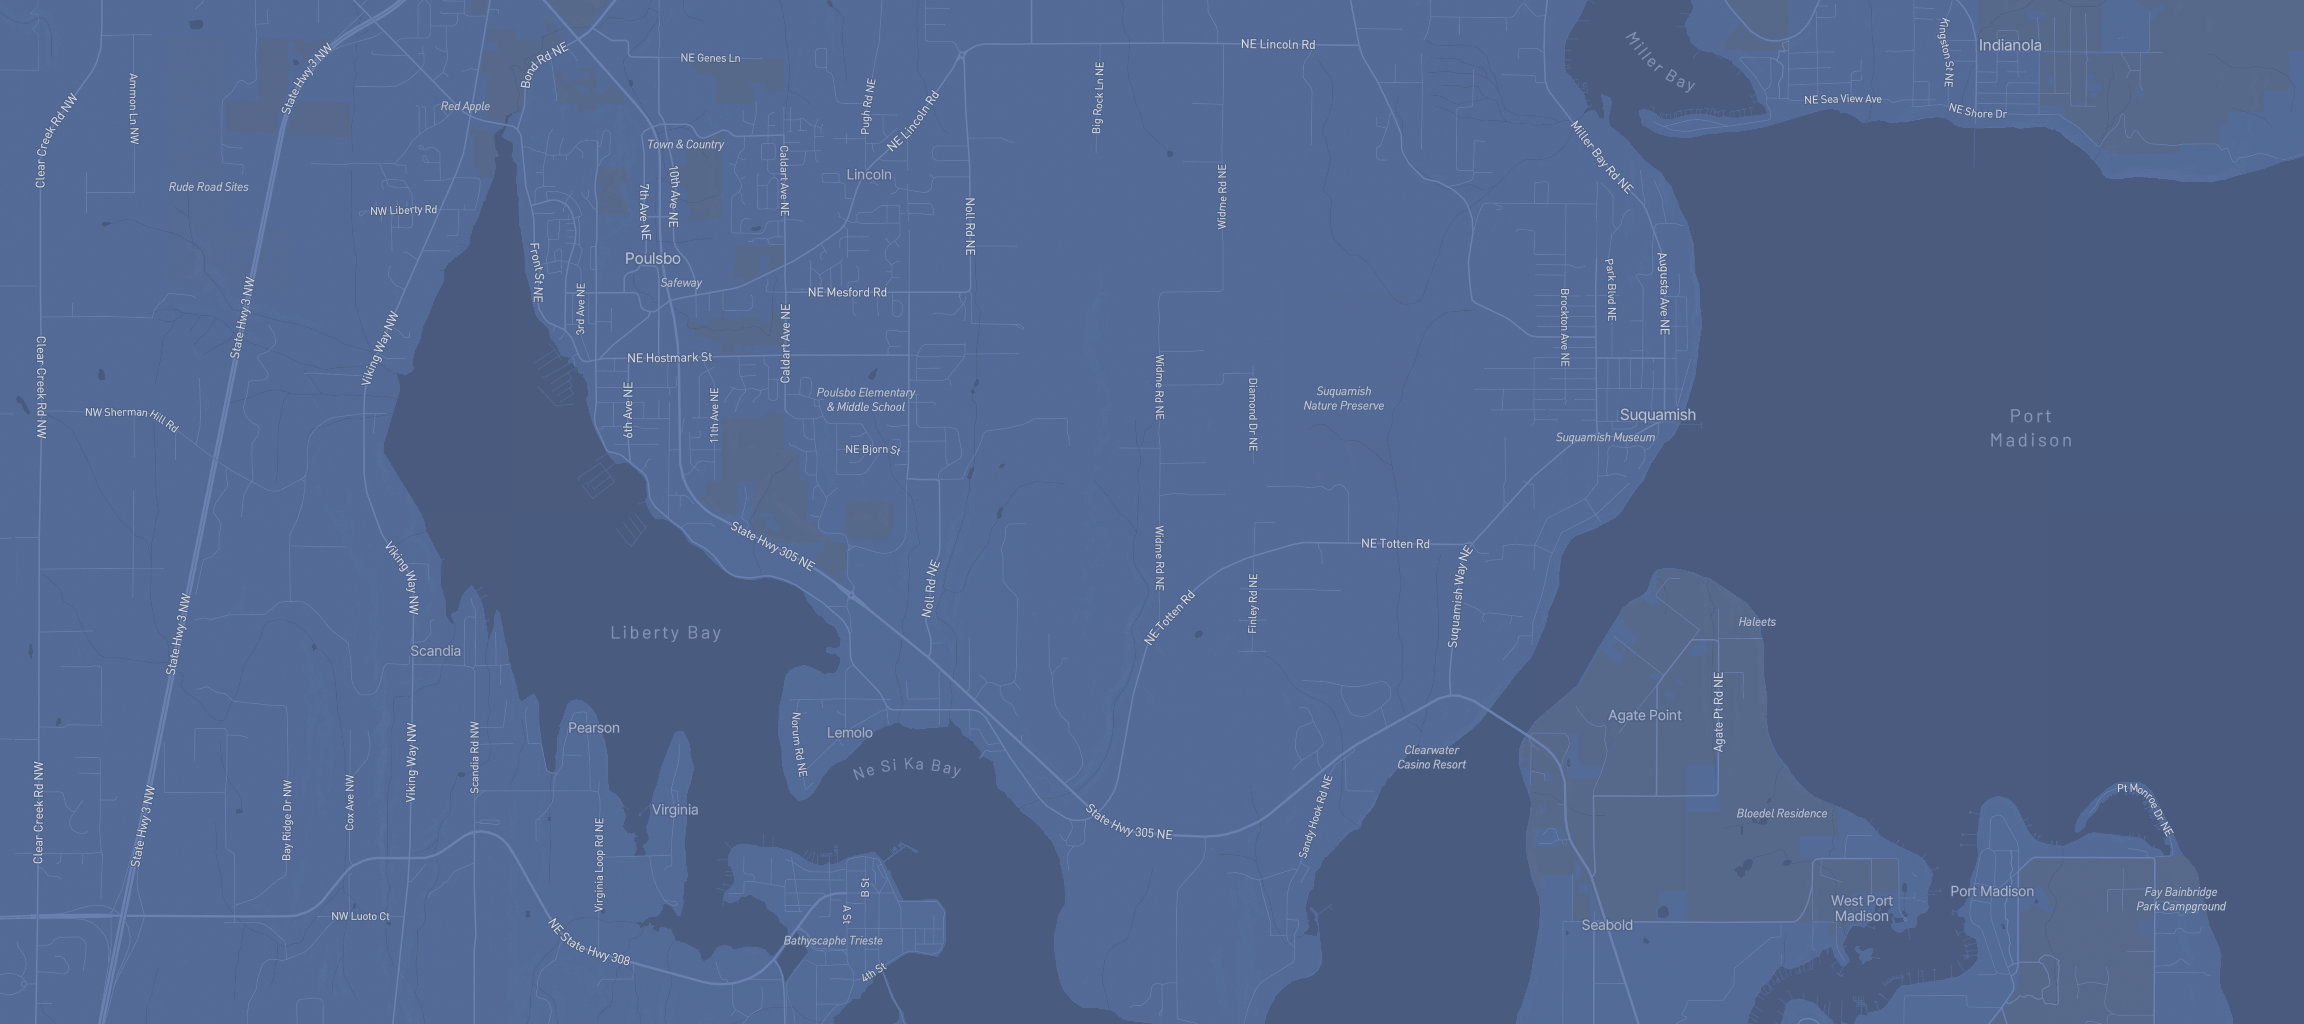 Indianola
NE Lincoln Rd
Kingston St NE
State Hwy 3 NW
Bond Rd NE
NE Genes Ln
Miller Bay
Pugh Rd NE
Big Rock Ln NE
NE Sea View Ave
Ammon Ln NW
Red Apple
NE Shore Dr
Clear Creek Rd NW
NE Lincoln Rd
Town & Country
Miller Bay Rd NE
Caldart Ave NE
Lincoln
Rude Road Sites
10th Ave NE
7th Ave NE
Widme Rd NE
NW Liberty Rd
Noll Rd NE
Poulsbo
Front St NE
Safeway
Park Blvd NE
Augusta Ave NE
NE Mesford Rd
3rd Ave NE
State Hwy 3 NW
Brockton Ave NE
Viking Way NW
Caldart Ave NE
NE Hostmark St
Clear Creek Rd NW
Widme Rd NE
Poulsbo Elementary
& Middle School
Suquamish
Nature Preserve
Diamond Dr NE
6th Ave NE
11th Ave NE
NW Sherman Hill Rd
Suquamish
Port
Madison
Suquamish Museum
NE Bjorn St
State Hwy 305 NE
NE Totten Rd
Widme Rd NE
Viking Way NW
Noll Rd NE
Suquamish Way NE
Finley Rd NE
NE Totten Rd
Haleets
Liberty Bay
State Hwy 3 NW
Scandia
Agate Point
Agate Pt Rd NE
Pearson
Lemolo
Norum Rd NE
Clearwater
Casino Resort
Ne Si Ka Bay
Viking Way NW
Scandia Rd NW
Pt Monroe Dr NE
Virginia
Bloedel Residence
Clear Creek Rd NW
State Hwy 3 NW
Bay Ridge Dr NW
Cox Ave NW
State Hwy 305 NE
Sandy Hook Rd NE
Virginia Loop Rd NE
B St
Port Madison
Fay Bainbridge
Park Campground
West Port
Madison
A St
NW Luoto Ct
Seabold
NE State Hwy 308
Bathyscaphe Trieste
4th St